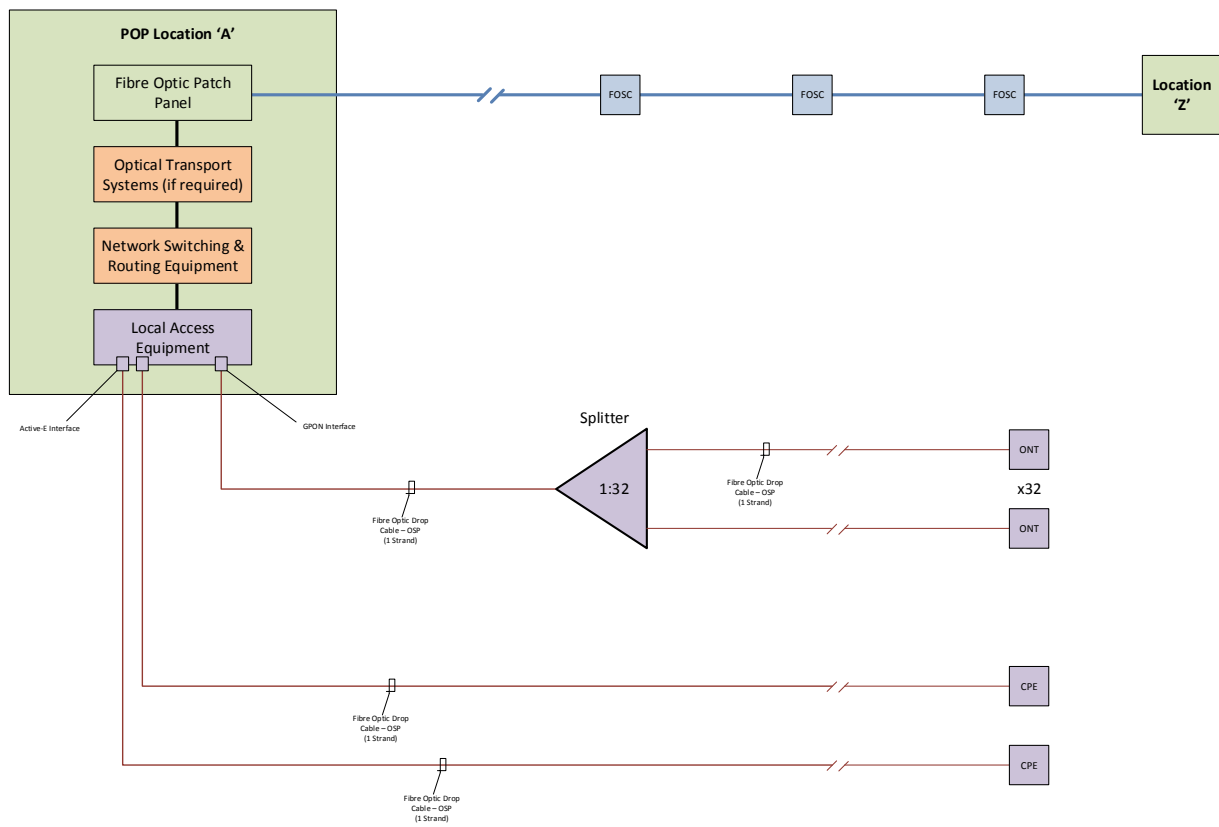 POP Location ‘A’
Fibre Optic Patch
Panel
FOSC
FOSC
FOSC
Location
‘Z’
Optical Transport
Systems (if required)
Network Switching &
Routing Equipment
Local Access
Equipment
Active-E Interface
GPON Interface
Splitter
1:32
Fibre Optic Drop
Cable – OSP
(1 Strand)
Fibre Optic Drop
Cable – OSP
(1 Strand)
ONT
x32
ONT
Fibre Optic Drop
Cable – OSP
(1 Strand)
CPE
Fibre Optic Drop
Cable – OSP
(1 Strand)
CPE